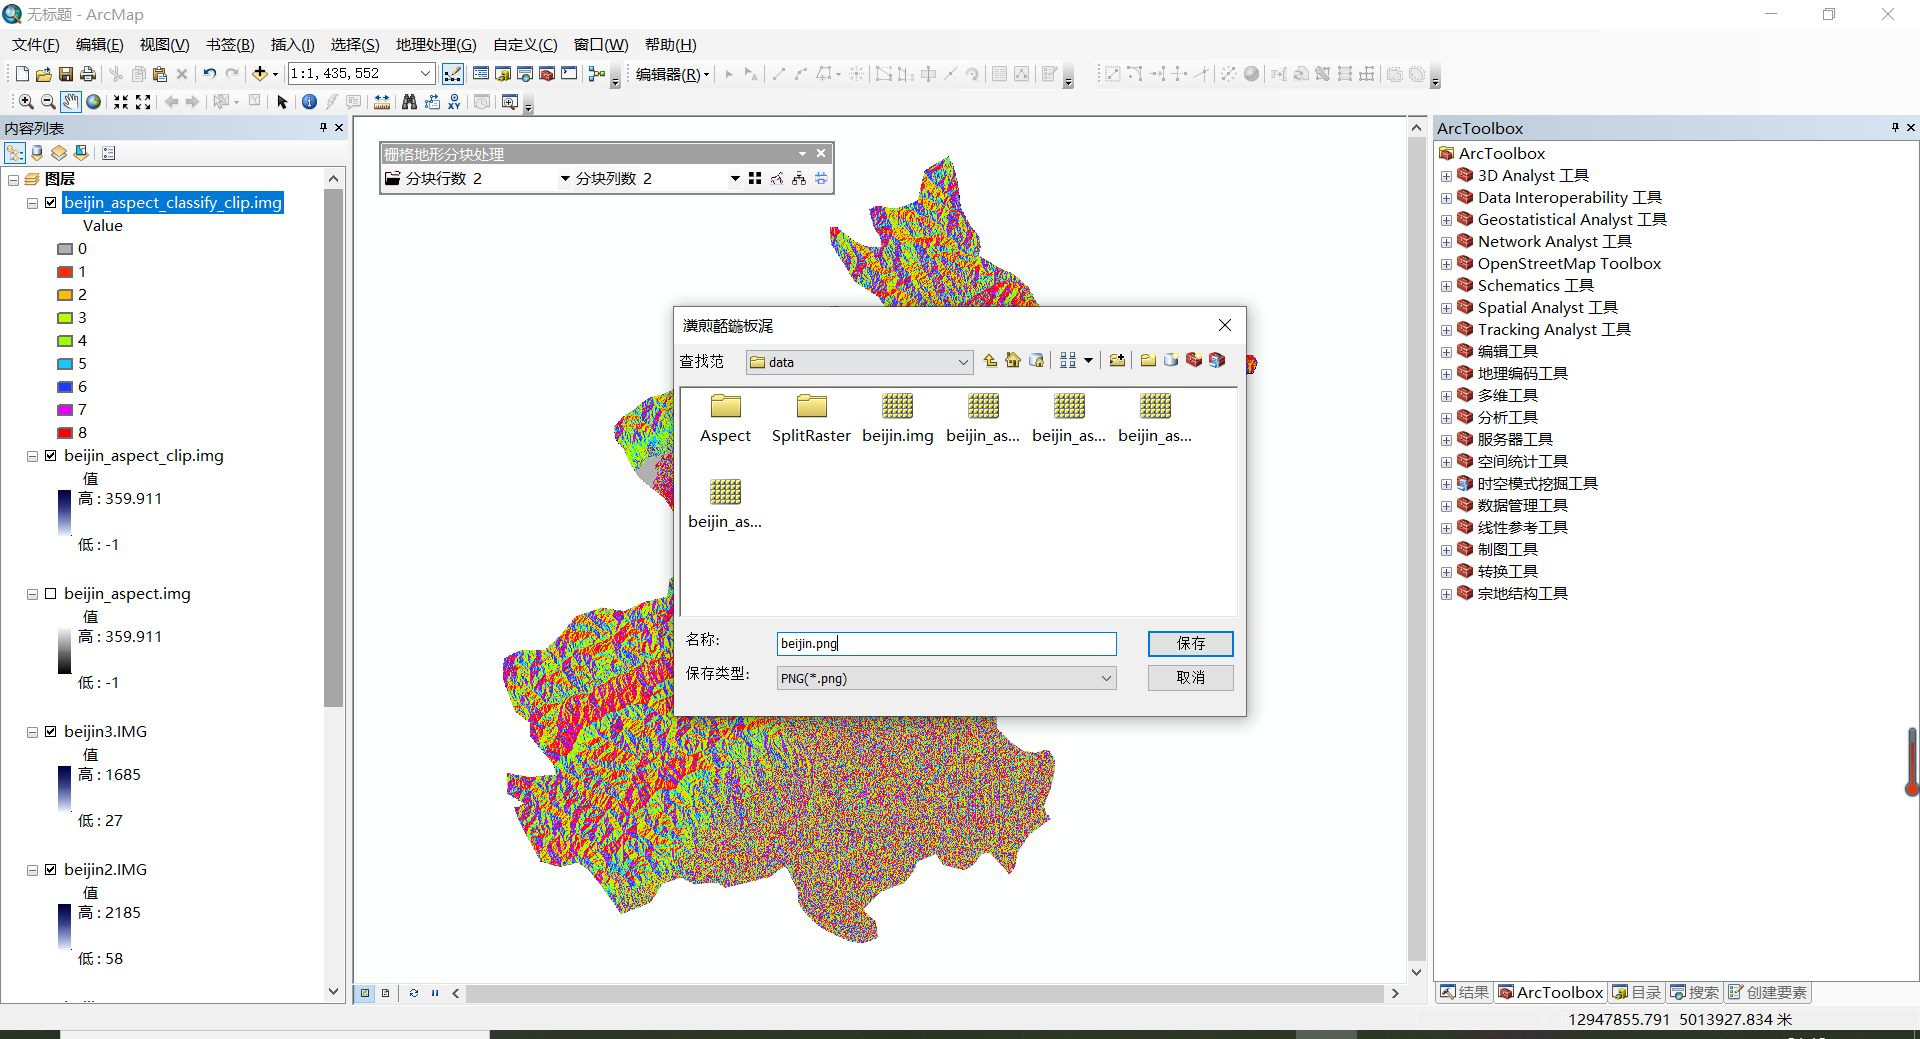 无标题 - ArcMap
文件(F) 编辑(E) 视图(V) 书签(B) 插入(I) 选择(S) 地理处理(G) 自定义(C) 窗口(W) 帮助(H)
1:1,435,552
编辑器(R)
内容列表
图层
beijin_aspect_classify_clip.img
Value
0
1
2
3
4
5
6
7
8
beijin_aspect_clip.img
值
高 : 359.911
低 : -1
beijin_aspect.img
值
高 : 359.911
低 : -1
beijin3.IMG
值
高 : 1685
低 : 27
beijin2.IMG
值
高 : 2185
低 : 58
栅格地形分块处理
分块行数 2 分块列数 2
查找范
data
Aspect SplitRaster beijin.img beijin_as... beijin_as... beijin_as...
beijin_as...
名称:
beijin.png
保存
保存类型:
PNG(*.png)
取消
ArcToolbox
ArcToolbox
3D Analyst 工具
Data Interoperability 工具
Geostatistical Analyst 工具
Network Analyst 工具
OpenStreetMap Toolbox
Schematics 工具
Spatial Analyst 工具
Tracking Analyst 工具
编辑工具
地理编码工具
多维工具
分析工具
服务器工具
空间统计工具
时空模式挖掘工具
数据管理工具
线性参考工具
制图工具
转换工具
宗地结构工具
结果 ArcToolbox 目录 搜索 创建要素
12947855.791 5013927.834 米